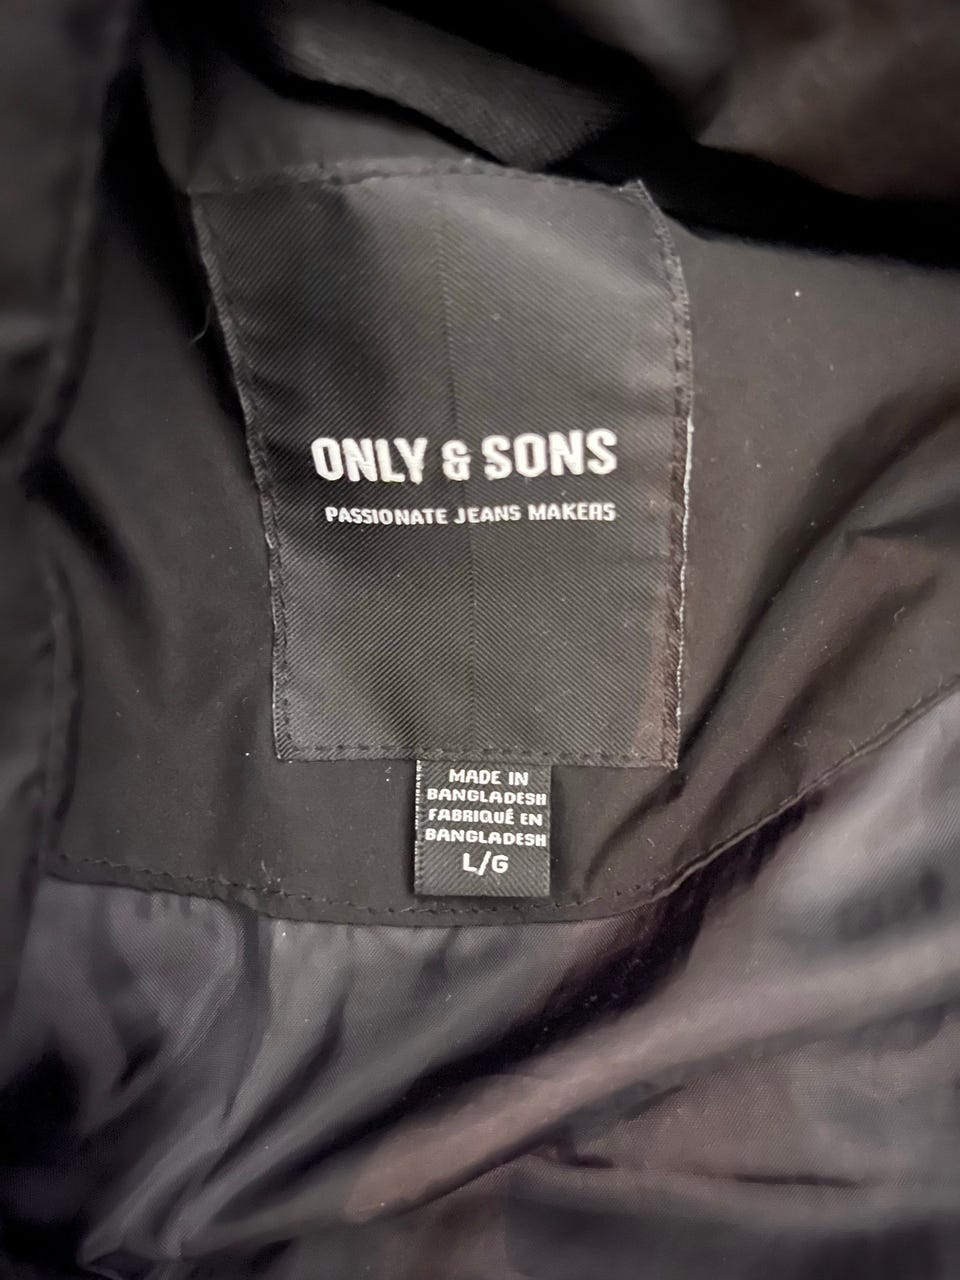 ONLY & SONS
PASSIONATE JEANS MAKERS
MADE IN
BANGLADESH
FABRIQUÉ EN
BANGLADESH
L/G